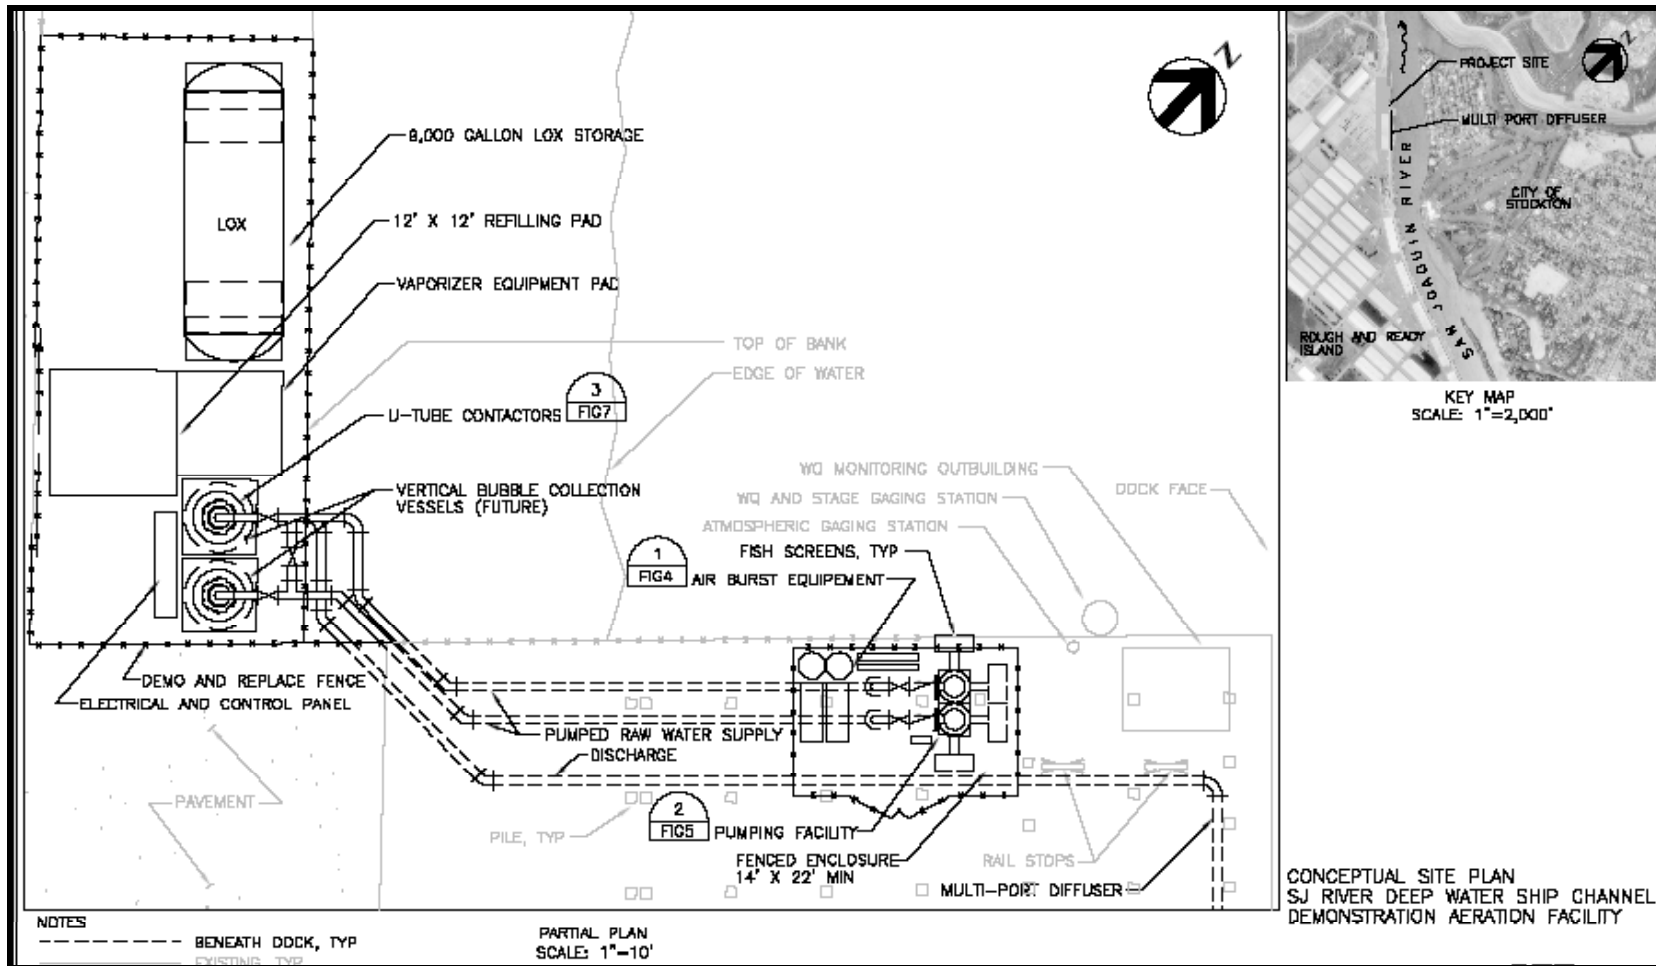 8,000 GALLON LOX STORAGE
LOX
12' X 12' REFILLING PAD
VAPORIZER EQUIPMENT PAD
TOP OF BANK
EDGE OF WATER
3
FIG7
U-TUBE CONTACTORS
VERTICAL BUBBLE COLLECTION
VESSELS (FUTURE)
WQ MONITORING OUTBUILDING
WQ AND STAGE GAGING STATION
DOCK FACE
ATMOSPHERIC GAGING STATION
1
FIG4
FISH SCREENS, TYP
AIR BURST EQUIPEMENT
DEMO AND REPLACE FENCE
ELECTRICAL AND CONTROL PANEL
PUMPED RAW WATER SUPPLY
DISCHARGE
PAVEMENT
PILE, TYP
2
FIG5
PUMPING FACILITY
FENCED ENCLOSURE
14' X 22' MIN
RAIL STOPS
MULTI-PORT DIFFUSER
NOTES
BENEATH DOCK, TYP
EXISTING, TYP
PARTIAL PLAN
SCALE: 1"=10'
Z
Z
PROJECT SITE
MULTI PORT DIFFUSER
SAN JOAQUIN RIVER
CITY OF
STOCKTON
ROUGH AND READY
ISLAND
KEY MAP
SCALE: 1"=2,000'
CONCEPTUAL SITE PLAN
SJ RIVER DEEP WATER SHIP CHANNEL
DEMONSTRATION AERATION FACILITY